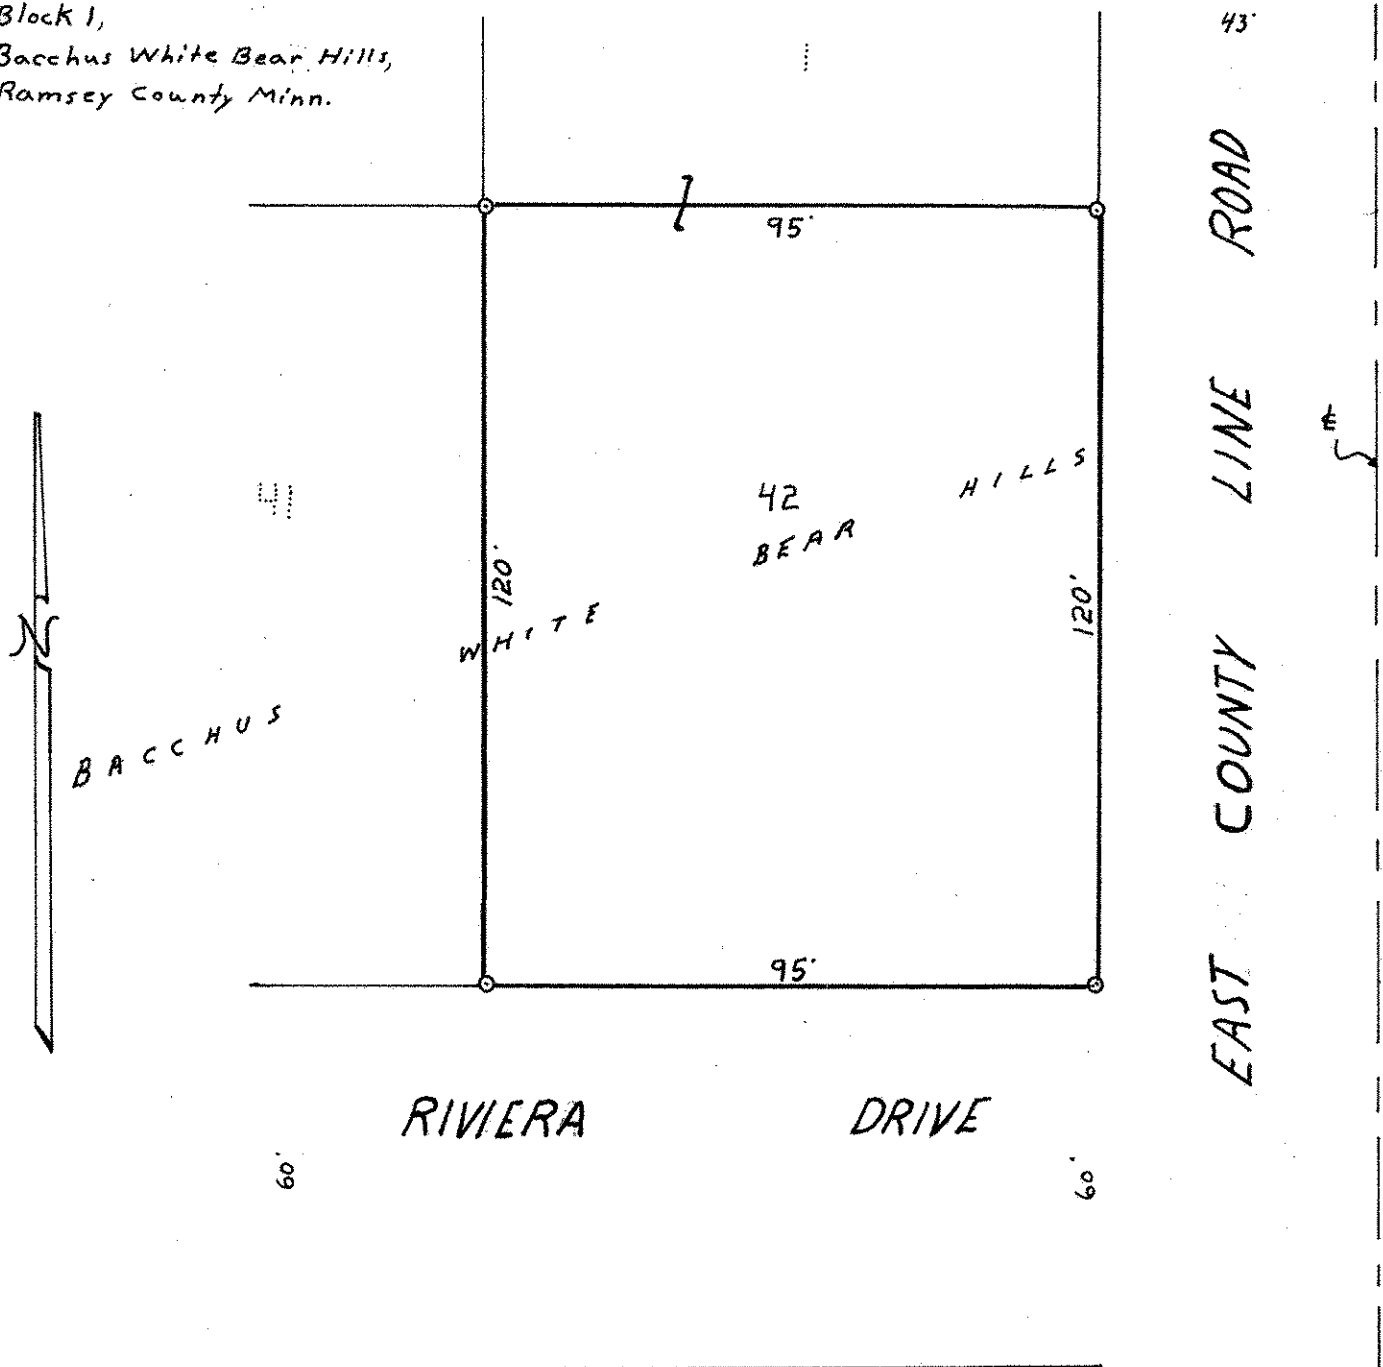 Block 1,
Bacchus White Bear Hills,
Ramsey County Minn.
43'
95'
EAST COUNTY LINE ROAD
41
42
120'
120'
BACCHUS WHITE BEAR HILLS
N
95'
RIVIERA DRIVE
60'
60'